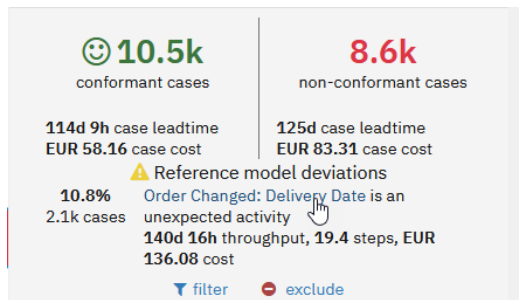 10.5k
conformant cases
8.6k
non-conformant cases
114d 9h case leadtime
EUR 58.16 case cost
125d case leadtime
EUR 83.31 case cost
Reference model deviations
10.8%
2.1k cases
Order Changed: Delivery Date is an
unexpected activity
140d 16h throughput, 19.4 steps, EUR
136.08 cost
filter
exclude